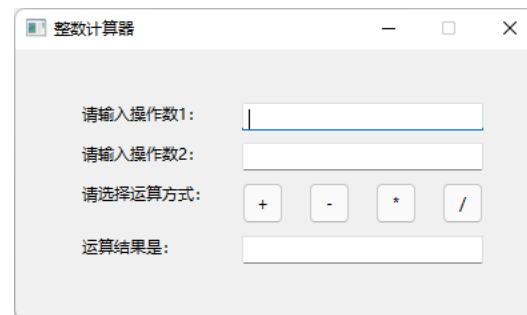 整数计算器
请输入操作数1:
请输入操作数2:
请选择运算方式: + - * /
运算结果是: